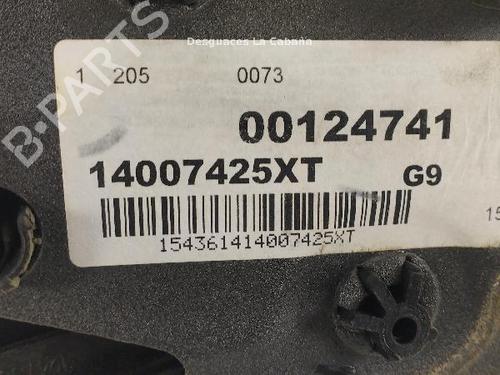 Desguaces La Cabaña
B-PARTS
1 205 0073
00124741
14007425XT G9
154361414007425XT
15